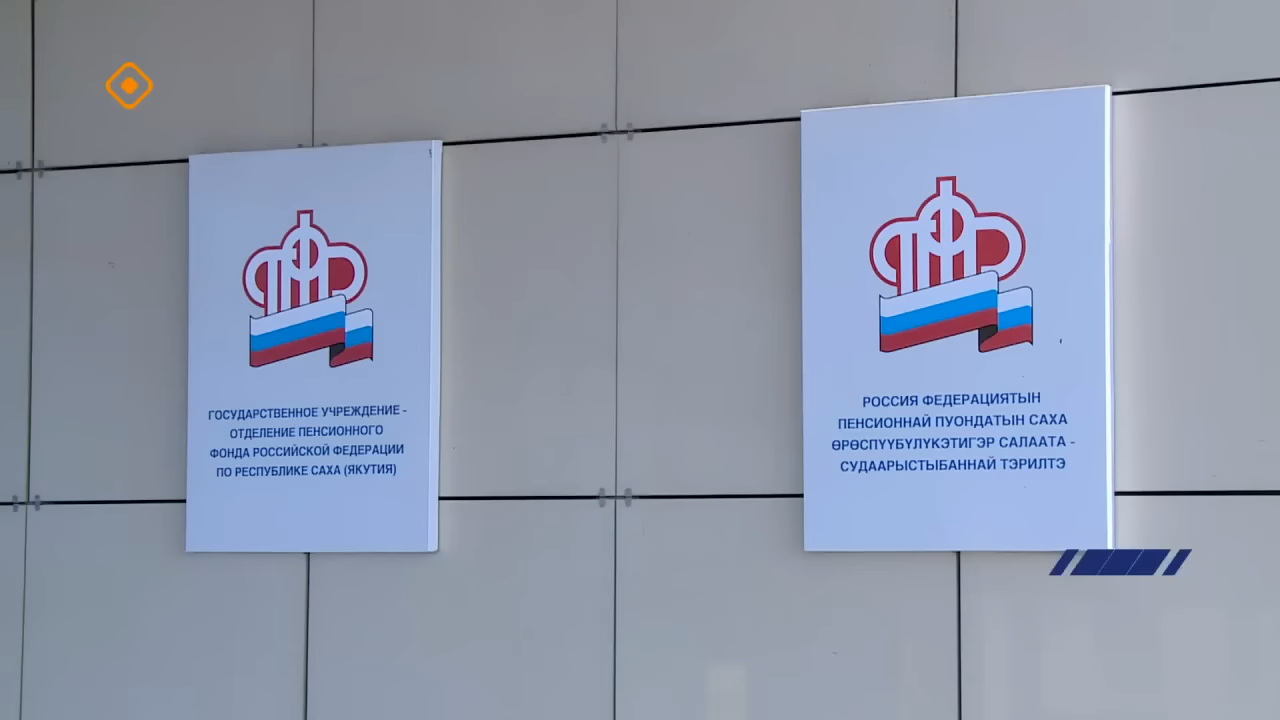 ГОСУДАРСТВЕННОЕ УЧРЕЖДЕНИЕ -
ОТДЕЛЕНИЕ ПЕНСИОННОГО
ФОНДА РОССИЙСКОЙ ФЕДЕРАЦИИ
ПО РЕСПУБЛИКЕ САХА (ЯКУТИЯ)
РОССИЯ ФЕДЕРАЦИЯТЫН
ПЕНСИОННАЙ ПУОНДАТЫН САХА
ӨРӨСПҮҮБҮЛҮКЭТИГЭР САЛААТА -
СУДААРЫСТЫБАННАЙ ТЭРИЛТЭ